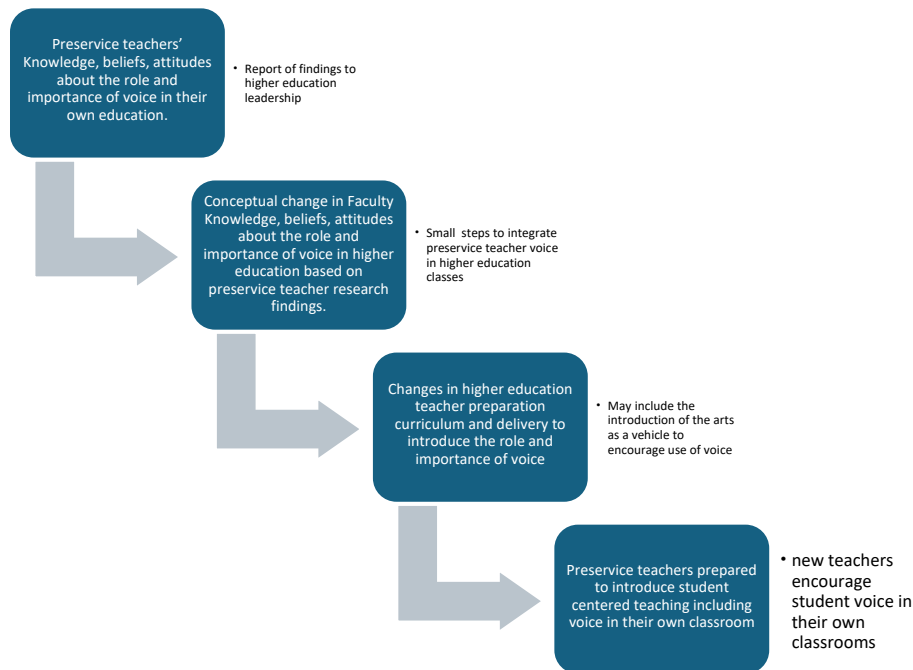 Preservice teachers’
Knowledge, beliefs, attitudes
about the role and
importance of voice in their
own education.
• Report of findings to
higher education
leadership
Conceptual change in Faculty
Knowledge, beliefs, attitudes
about the role and
importance of voice in higher
education based on
preservice teacher research
findings.
• Small steps to integrate
preservice teacher voice
in higher education
classes
Changes in higher education
teacher preparation
curriculum and delivery to
introduce the role and
importance of voice
• May include the
introduction of the arts
as a vehicle to
encourage use of voice
Preservice teachers prepared
to introduce student
centered teaching including
voice in their own classroom
• new teachers
encourage
student voice in
their own
classrooms